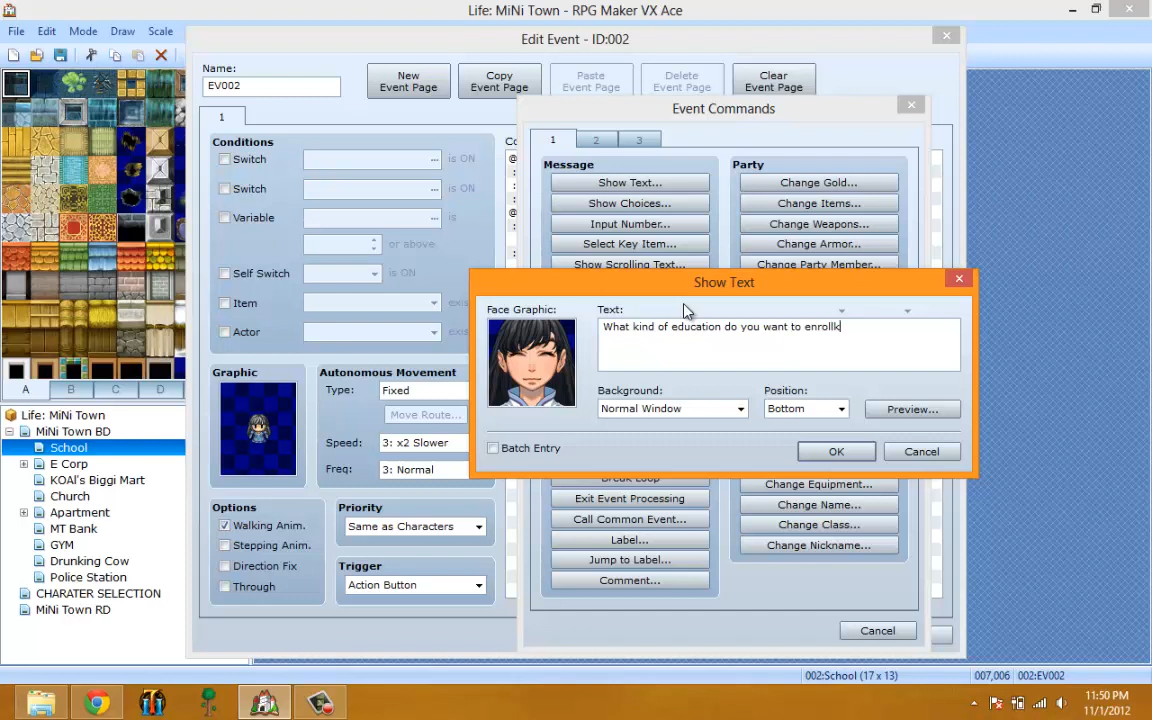 Life: MiNi Town - RPG Maker VX Ace
File Edit Mode Draw Scale
Edit Event - ID:002
Name:
EV002
New Event Page
Copy Event Page
Paste Event Page
Delete Event Page
Clear Event Page
1
Conditions
Switch ... is ON
Switch ... is ON
Variable ... is
or above.
Self Switch is ON
Item
Actor
Graphic
Autonomous Movement
Type: Fixed
Move Route...
Speed: 3: x2 Slower
Freq: 3: Normal
Options
Walking Anim.
Stepping Anim.
Direction Fix
Through
Priority
Same as Characters
Trigger
Action Button
Event Commands
1 2 3
Message
Show Text...
Show Choices...
Input Number...
Select Key Item...
Show Scrolling Text...
Party
Change Gold...
Change Items...
Change Weapons...
Change Armor...
Change Party Member...
Show Text
Face Graphic:
Text:
What kind of education do you want to enrollk
Background:
Normal Window
Position:
Bottom
Preview...
Batch Entry
OK
Cancel
Break Loop
Exit Event Processing
Call Common Event...
Label...
Jump to Label...
Comment...
Change Equipment...
Change Name...
Change Class...
Change Nickname...
Cancel
A B C D
Life: MiNi Town
MiNi Town BD
School
E Corp
KOAl's Biggi Mart
Church
Apartment
MT Bank
GYM
Drunking Cow
Police Station
CHARATER SELECTION
MiNi Town RD
002:School (17 x 13)
007,006
002:EV002
11:50 PM
11/1/2012